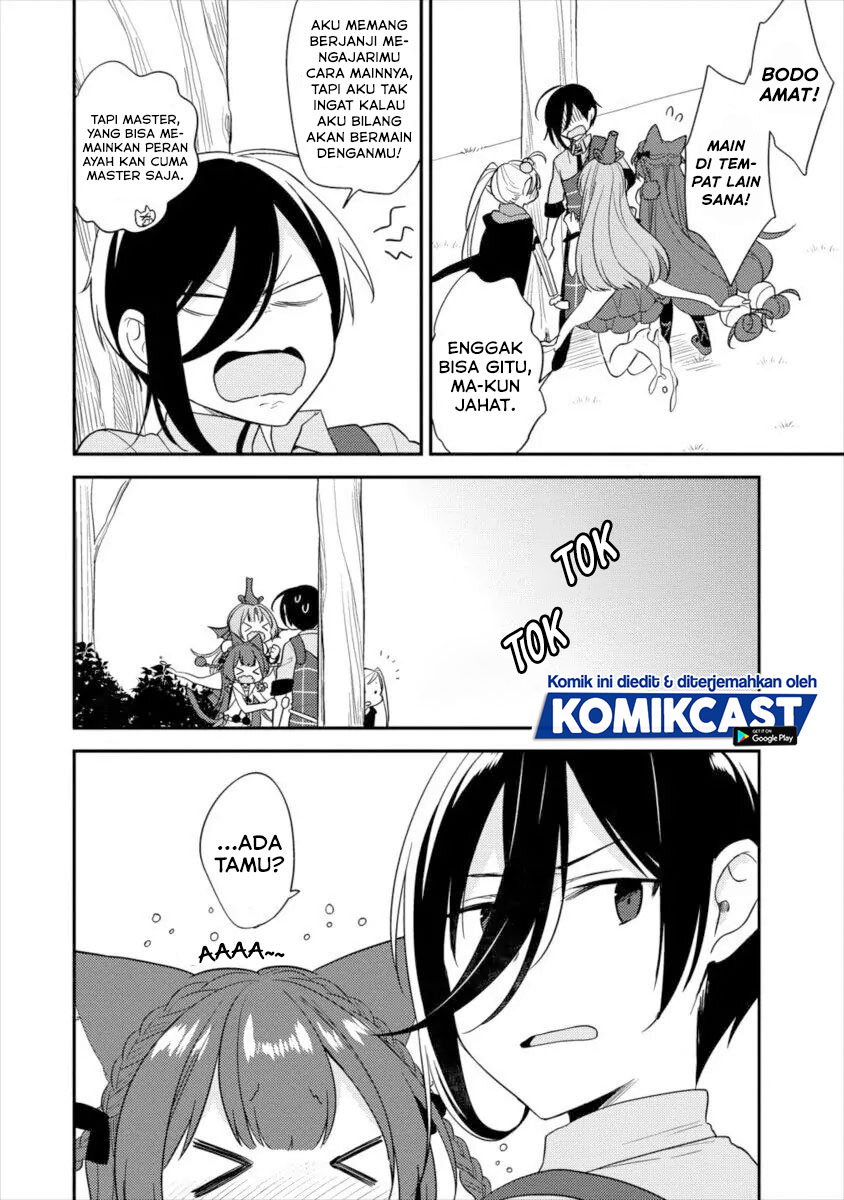 BODO
AMAT!
MAIN
DI TEM-
PAT LAIN
SANA!
ENGGAK
BISA GITU,
MA-KUN
JAHAT.
AKU MEMANG
BERJANJI ME-
NGAJARIMU
CARA MAINNYA,
TAPI AKU TAK
INGAT KALAU
AKU BILANG
AKAN BERMAIN
DENGANMU!
TAPI MASTER,
YANG BISA ME-
MAINKAN PERAN
AYAH KAN CUMA
MASTER SAJA.
TOK
TOK
Komik ini diedit & diterjemahkan oleh
KOMIKCAST
GET IT ON
Google Play
...ADA
TAMU?
AAAA~~